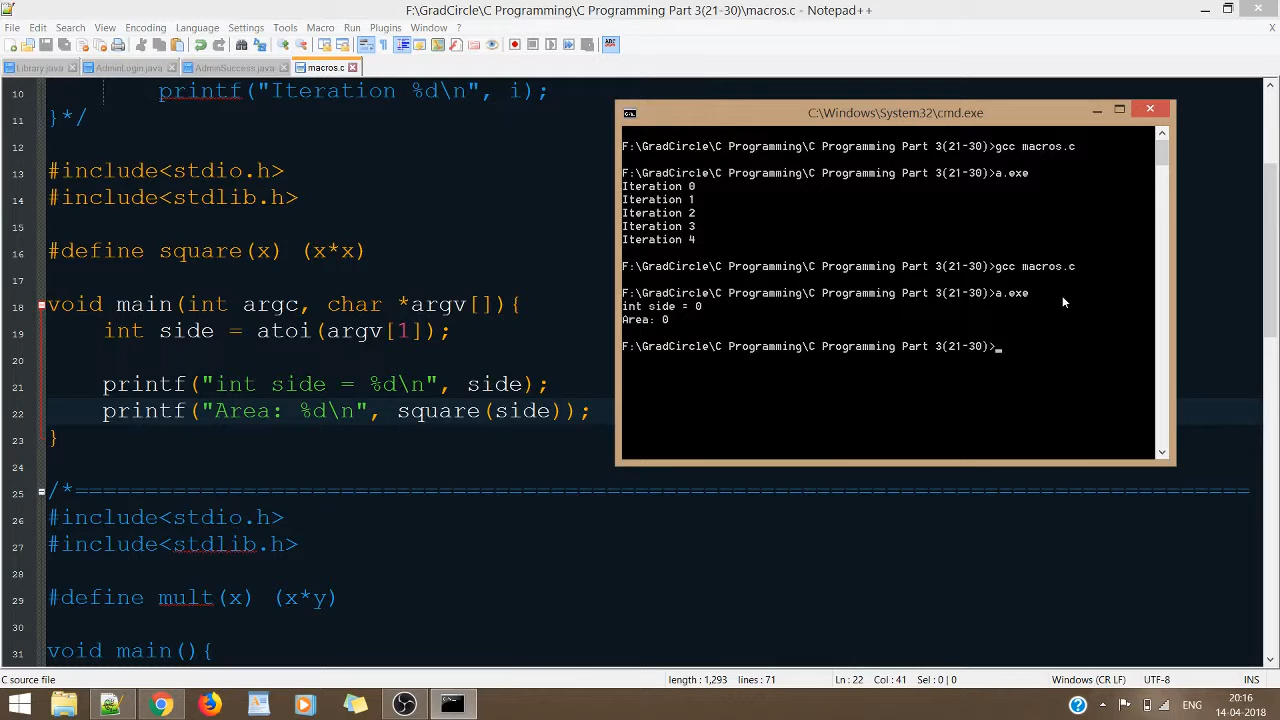 F:\GradCircle\C Programming\C Programming Part 3(21-30)\macros.c - Notepad++
File Edit Search View Encoding Language Settings Tools Macro Run Plugins Window ?
X
Library.java
AdminLogin.java
AdminSuccess.java
macros.c
10 printf("Iteration %d\n", i);
11 }*/
12
13 #include<stdio.h>
14 #include<stdlib.h>
15
16 #define square(x) (x*x)
17
18 void main(int argc, char *argv[]){
19 int side = atoi(argv[1]);
20
21 printf("int side = %d\n", side);
22 printf("Area: %d\n", square(side));
23 }
24
25 /*===================================================================================
26 #include<stdio.h>
27 #include<stdlib.h>
28
29 #define mult(x) (x*y)
30
31 void main(){
C:\Windows\System32\cmd.exe
F:\GradCircle\C Programming\C Programming Part 3(21-30)>gcc macros.c
F:\GradCircle\C Programming\C Programming Part 3(21-30)>a.exe
Iteration 0
Iteration 1
Iteration 2
Iteration 3
Iteration 4
F:\GradCircle\C Programming\C Programming Part 3(21-30)>gcc macros.c
F:\GradCircle\C Programming\C Programming Part 3(21-30)>a.exe
int side = 0
Area: 0
F:\GradCircle\C Programming\C Programming Part 3(21-30)>_
C source file length : 1,293 lines : 71 Ln : 22 Col : 41 Sel : 0 | 0 Windows (CR LF) UTF-8 INS
ENG
20:16
14-04-2018